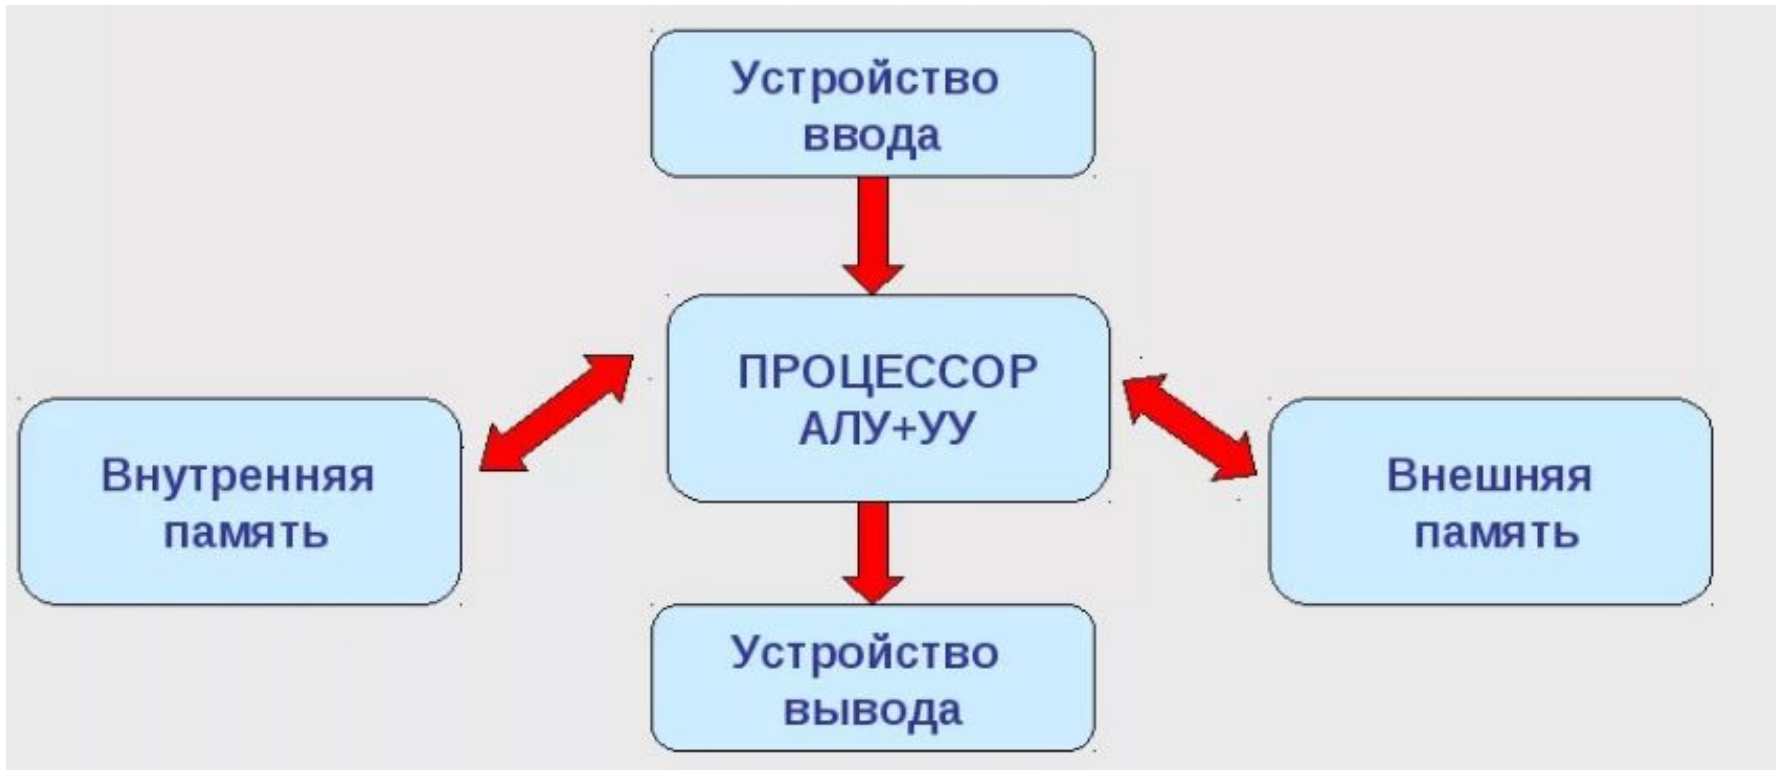 Устройство
ввода
ПРОЦЕССОР
АЛУ+УУ
Внутренняя
память
Внешняя
память
Устройство
вывода